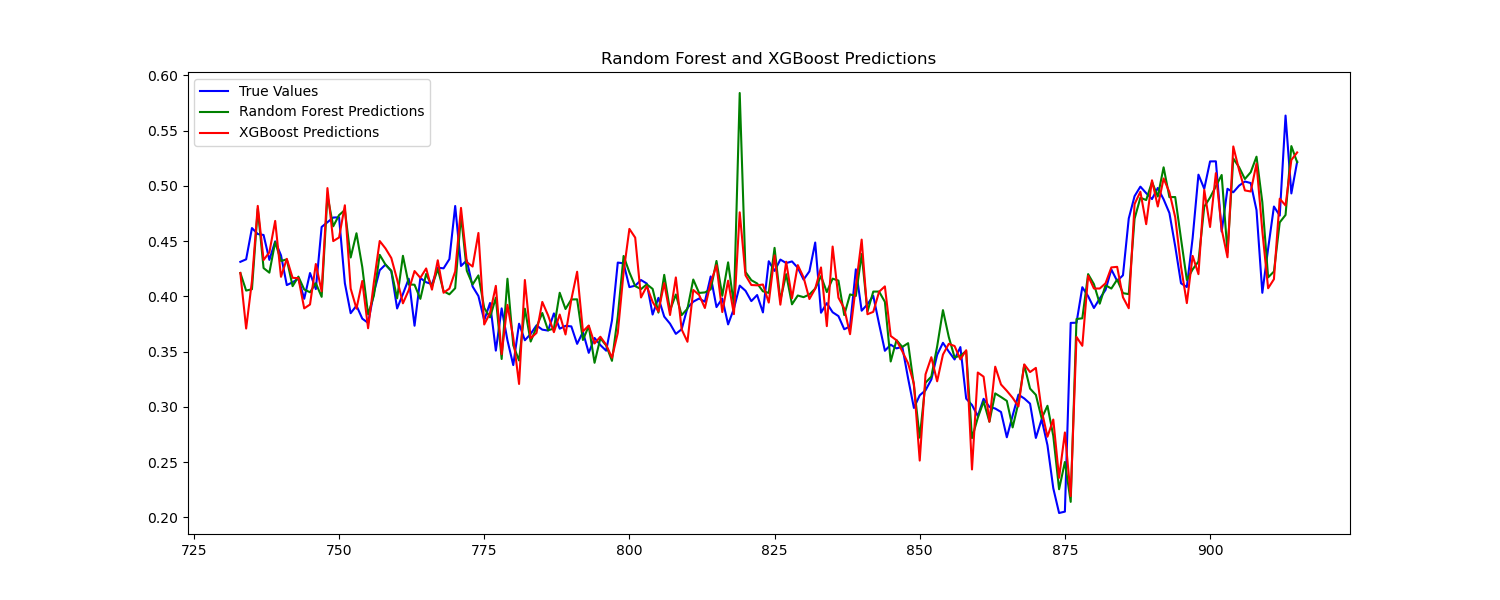 Random Forest and XGBoost Predictions
0.60
0.55
0.50
0.45
0.40
0.35
0.30
0.25
0.20
True Values
Random Forest Predictions
XGBoost Predictions
725 750 775 800 825 850 875 900